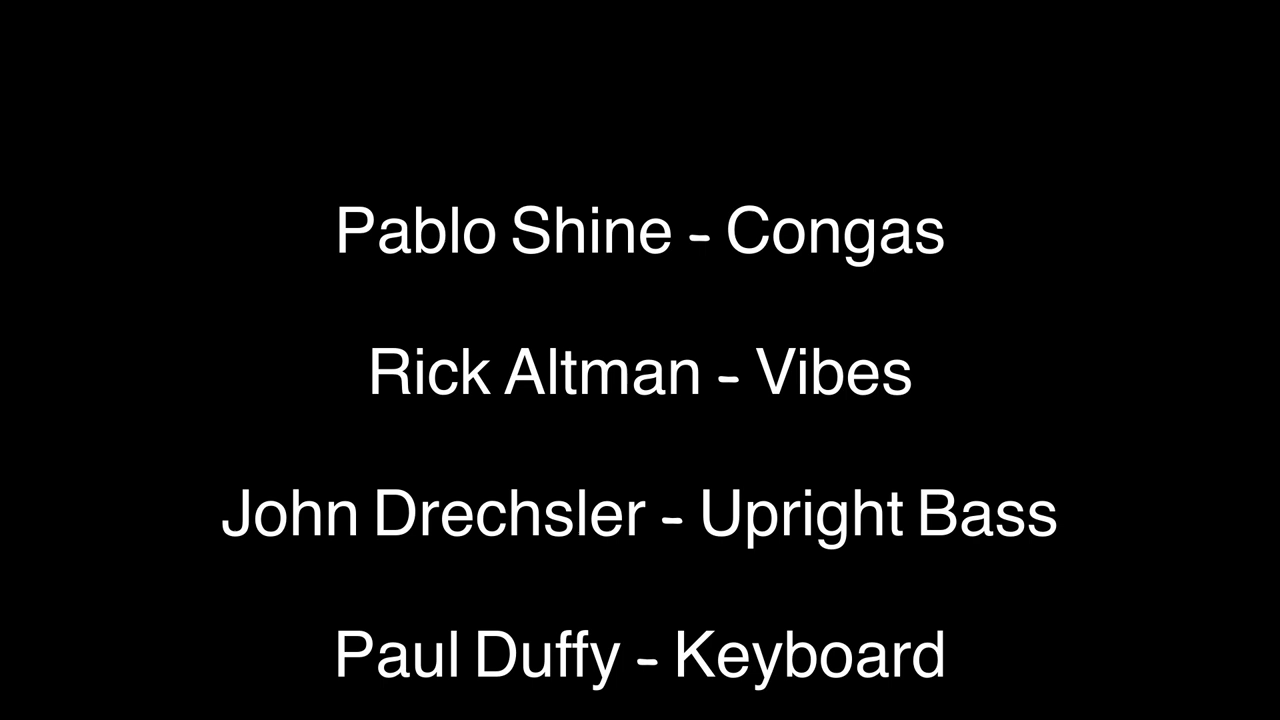 Pablo Shine - Congas
Rick Altman - Vibes
John Drechsler - Upright Bass
Paul Duffy - Keyboard